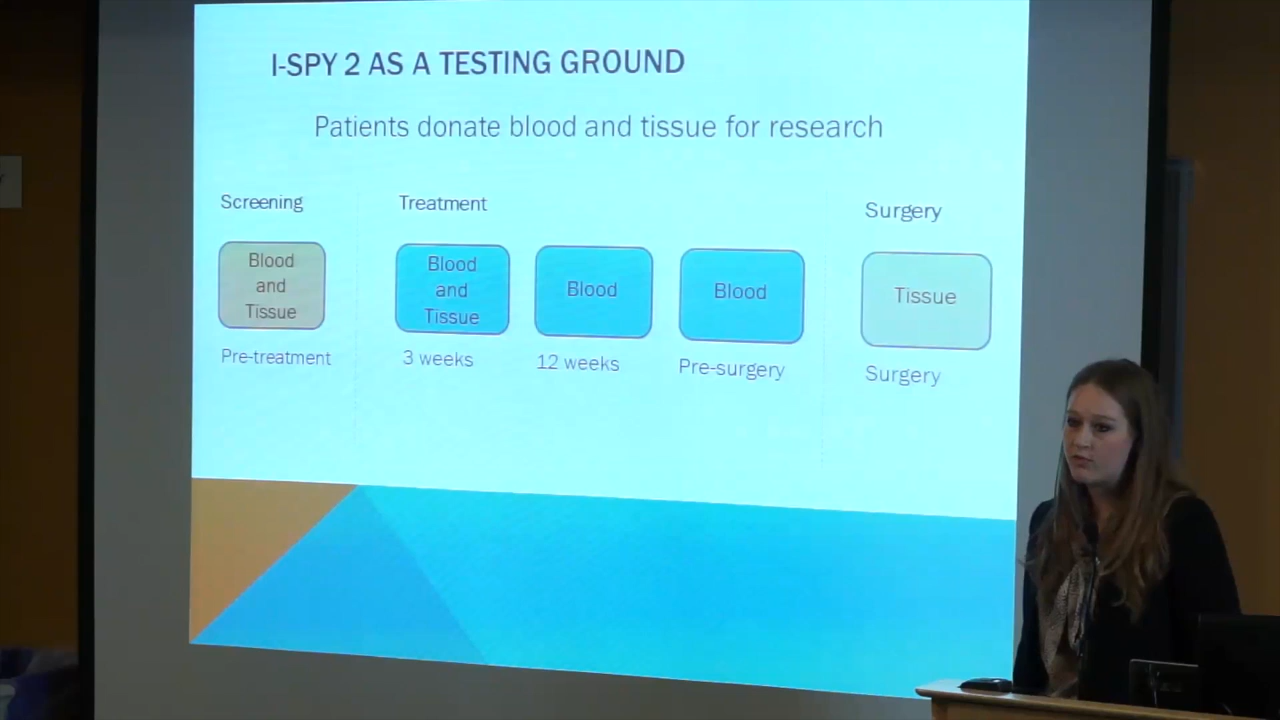 I-SPY 2 AS A TESTING GROUND
Patients donate blood and tissue for research
Screening
Treatment
Surgery
Blood
and
Tissue
Blood
and
Tissue
Blood
Blood
Tissue
Pre-treatment
3 weeks
12 weeks
Pre-surgery
Surgery